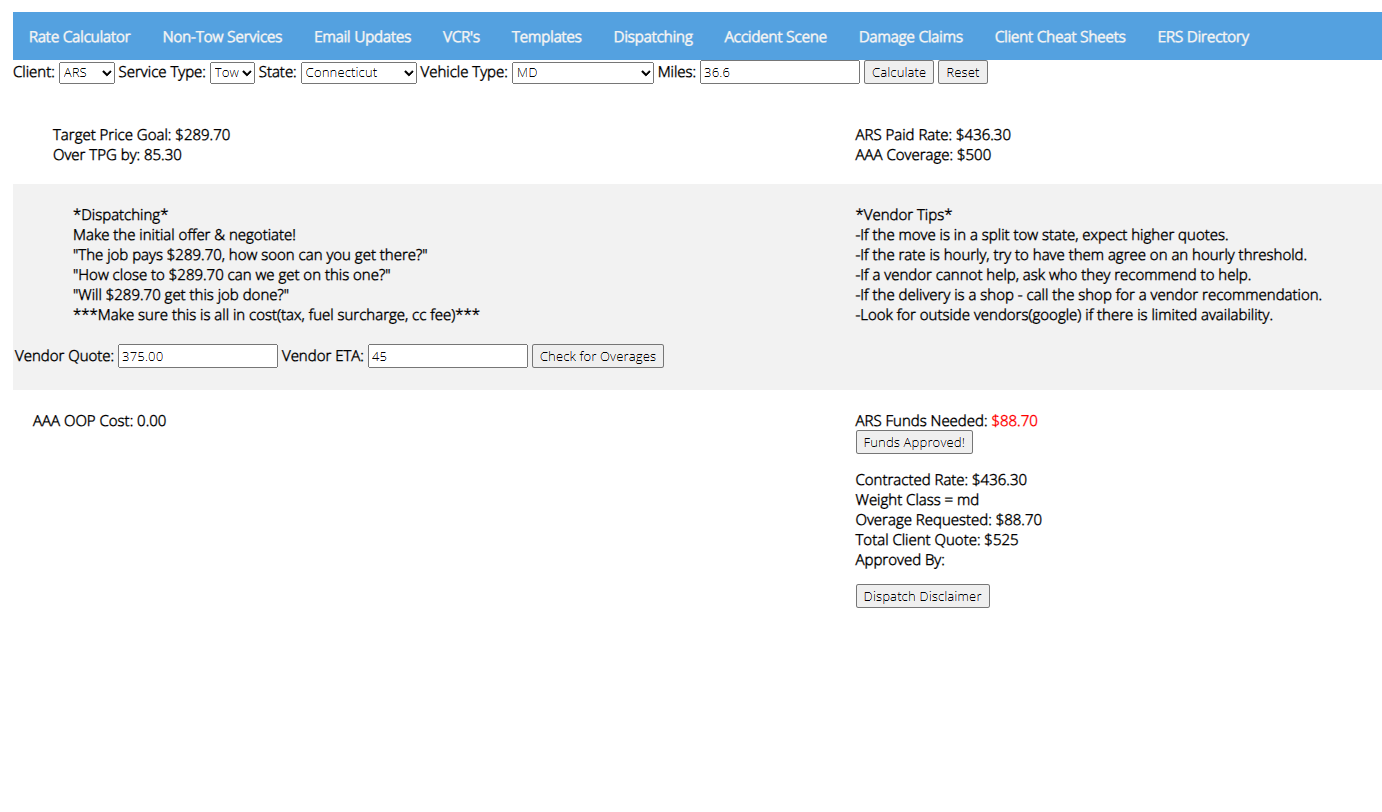 Rate Calculator Non-Tow Services Email Updates VCR's Templates Dispatching Accident Scene Damage Claims Client Cheat Sheets ERS Directory
Client: ARS Service Type: Tow State: Connecticut Vehicle Type: MD Miles: 36.6 Calculate Reset
Target Price Goal: $289.70
Over TPG by: 85.30
ARS Paid Rate: $436.30
AAA Coverage: $500
*Dispatching*
Make the initial offer & negotiate!
"The job pays $289.70, how soon can you get there?"
"How close to $289.70 can we get on this one?"
"Will $289.70 get this job done?"
***Make sure this is all in cost(tax, fuel surcharge, cc fee)***
*Vendor Tips*
-If the move is in a split tow state, expect higher quotes.
-If the rate is hourly, try to have them agree on an hourly threshold.
-If a vendor cannot help, ask who they recommend to help.
-If the delivery is a shop - call the shop for a vendor recommendation.
-Look for outside vendors(google) if there is limited availability.
Vendor Quote: 375.00 Vendor ETA: 45 Check for Overages
AAA OOP Cost: 0.00
ARS Funds Needed: $88.70
Funds Approved!
Contracted Rate: $436.30
Weight Class = md
Overage Requested: $88.70
Total Client Quote: $525
Approved By:
Dispatch Disclaimer